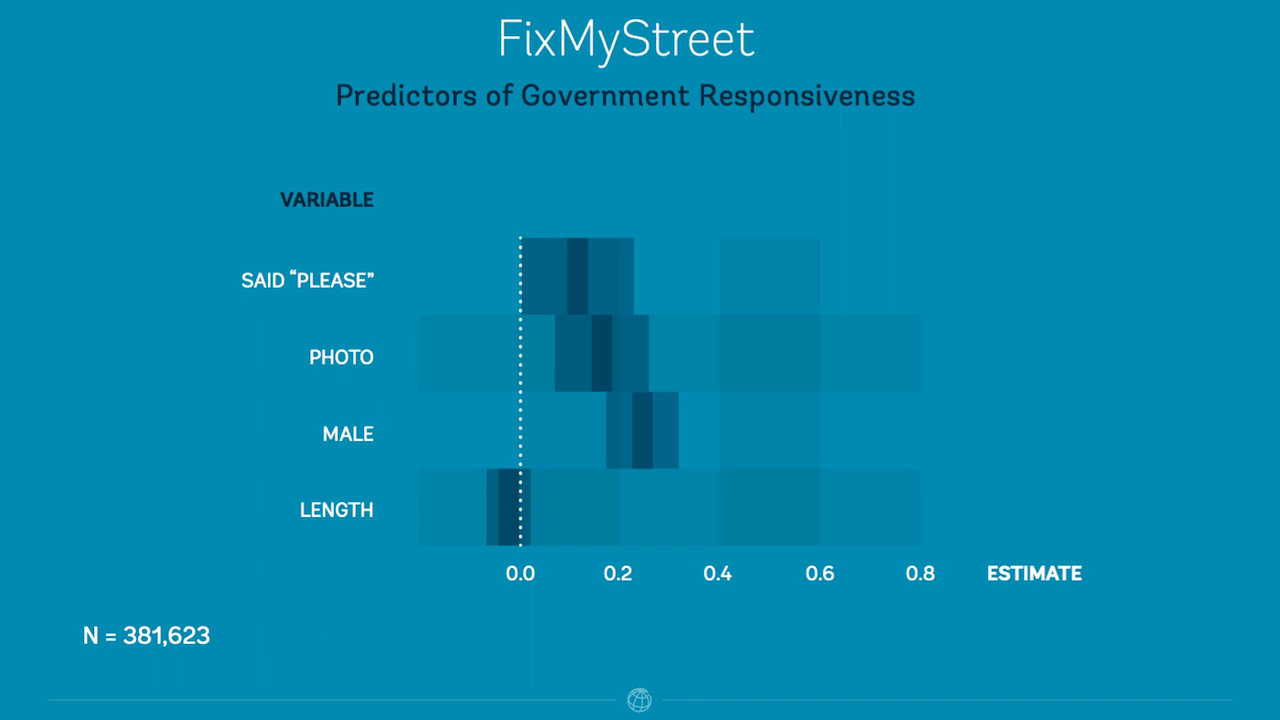 FixMyStreet
Predictors of Government Responsiveness
VARIABLE
SAID “PLEASE”
PHOTO
MALE
LENGTH
0.0 0.2 0.4 0.6 0.8 ESTIMATE
N = 381,623